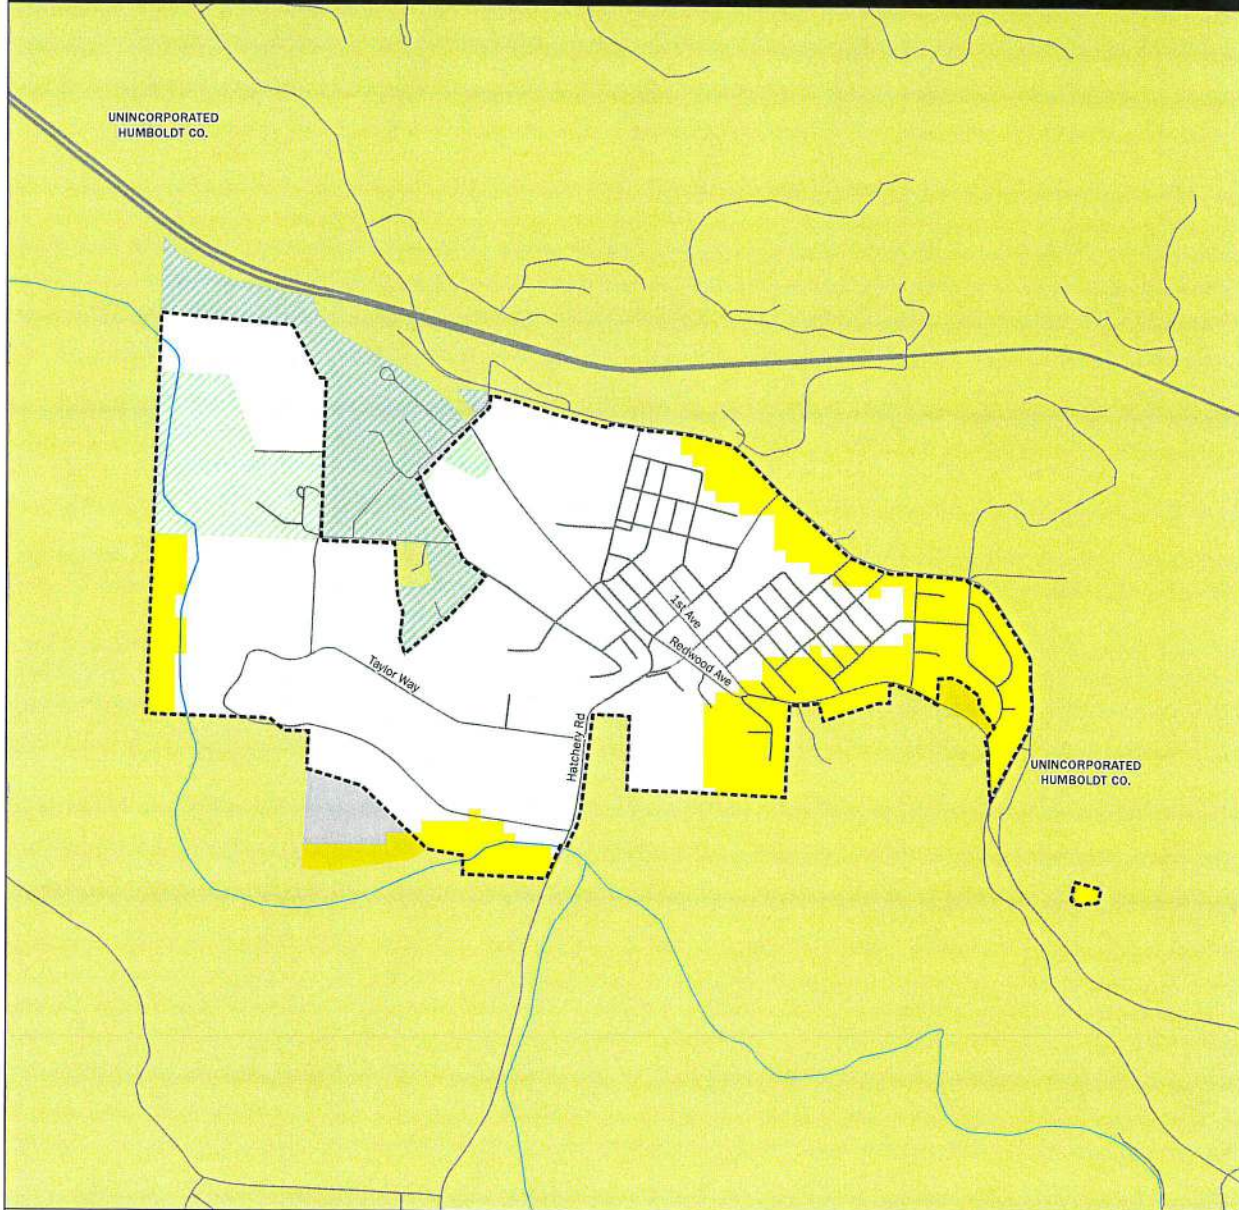 UNINCORPORATED
HUMBOLDT CO.
1st Ave
Redwood Ave
Taylor Way
Hatchery Rd
UNINCORPORATED
HUMBOLDT CO.